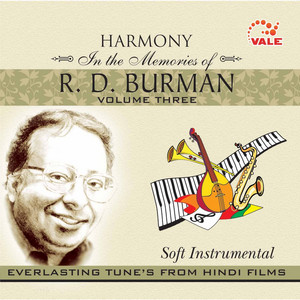 HARMONY
VALE
In the Memories of
R. D. BURMAN
VOLUME THREE
Soft Instrumental
EVERLASTING TUNE'S FROM HINDI FILMS